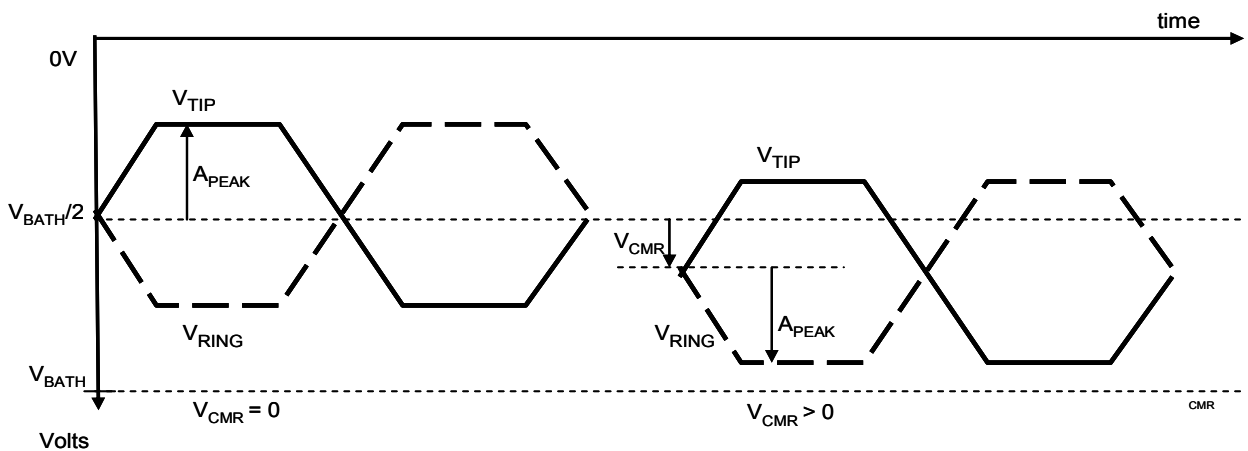 time
0V
VTIP
APEAK
VBATH/2
VRING
VTIP
VCMR
VRING
APEAK
VBATH
VCMR = 0
VCMR > 0
CMR
Volts